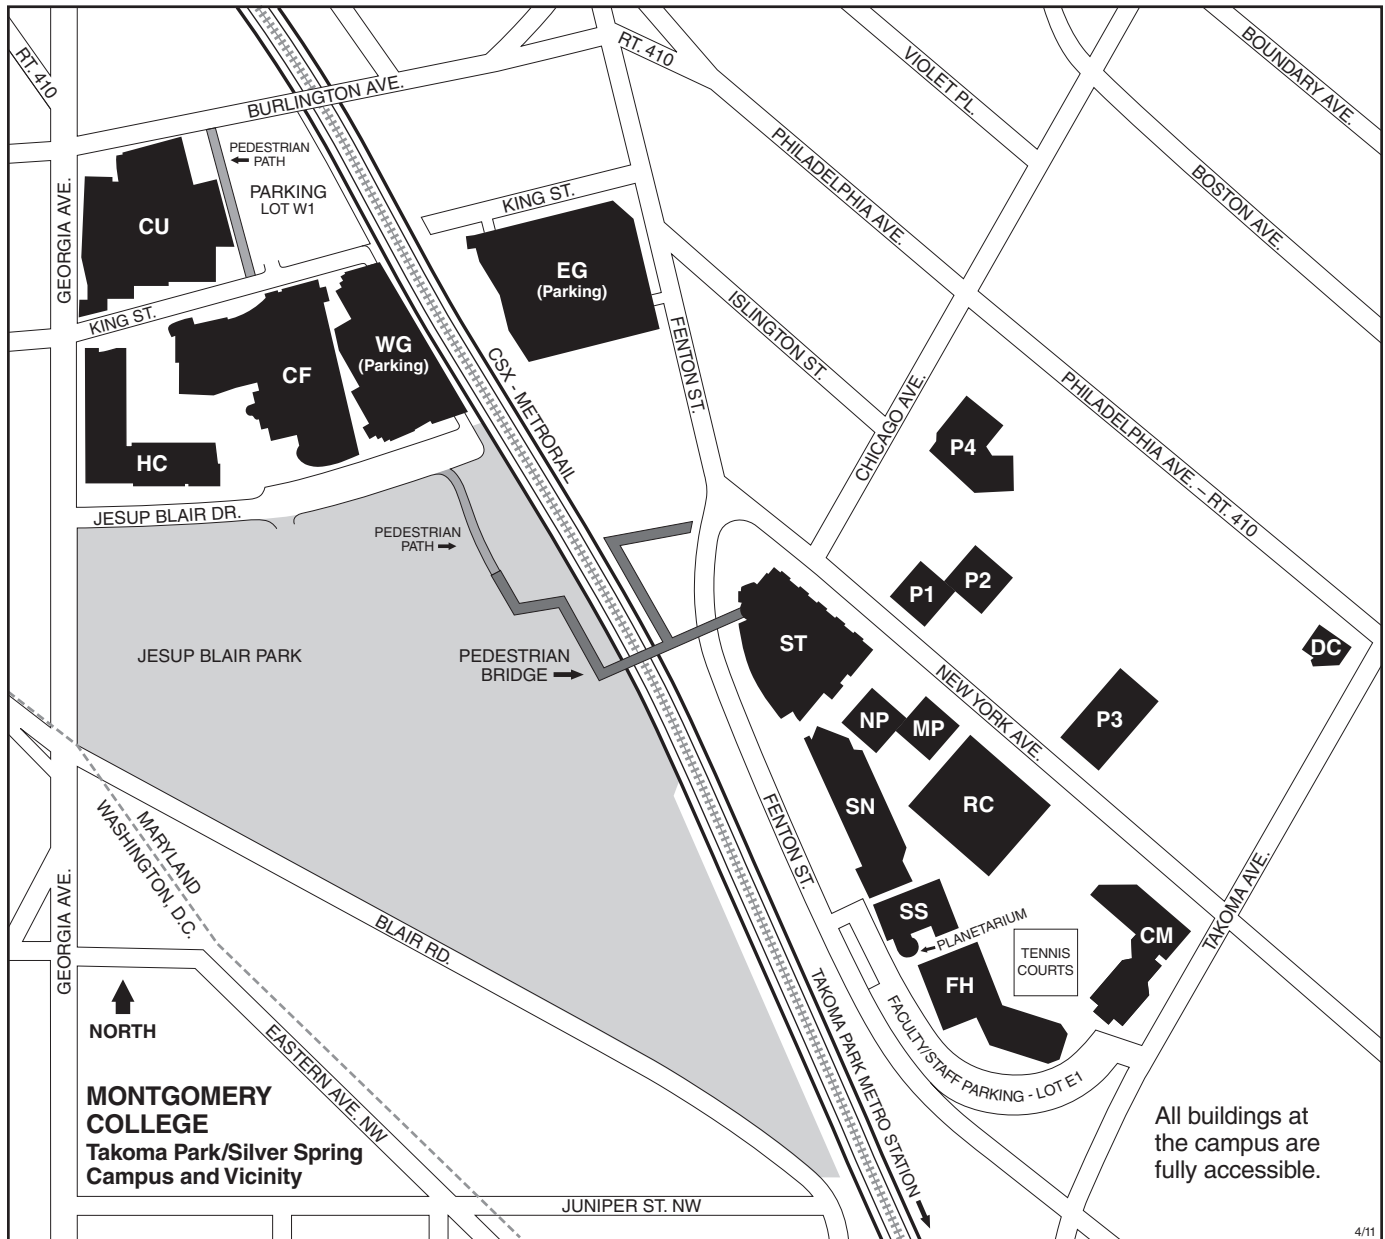 RT. 410
BURLINGTON AVE.
RT. 410
VIOLET PL.
BOUNDARY AVE.
PEDESTRIAN
PATH
PARKING
LOT W1
GEORGIA AVE.
CU
KING ST.
KING ST.
EG
(Parking)
PHILADELPHIA AVE.
BOSTON AVE.
ISLINGTON ST.
FENTON ST.
WG
(Parking)
CF
HC
CSX - METRORAIL
CHICAGO AVE.
PHILADELPHIA AVE. – RT. 410
P4
JESUP BLAIR DR.
PEDESTRIAN
PATH
P1
P2
DC
JESUP BLAIR PARK
PEDESTRIAN
BRIDGE
ST
NEW YORK AVE.
NP
MP
P3
SN
RC
FENTON ST.
MARYLAND
WASHINGTON, D.C.
GEORGIA AVE.
BLAIR RD.
SS
PLANETARIUM
TENNIS
COURTS
CM
TAKOMA AVE.
FH
FACULTY/STAFF PARKING - LOT E1
TAKOMA PARK METRO STATION
NORTH
EASTERN AVE. NW
MONTGOMERY
COLLEGE
Takoma Park/Silver Spring
Campus and Vicinity
JUNIPER ST. NW
All buildings at
the campus are
fully accessible.
4/11